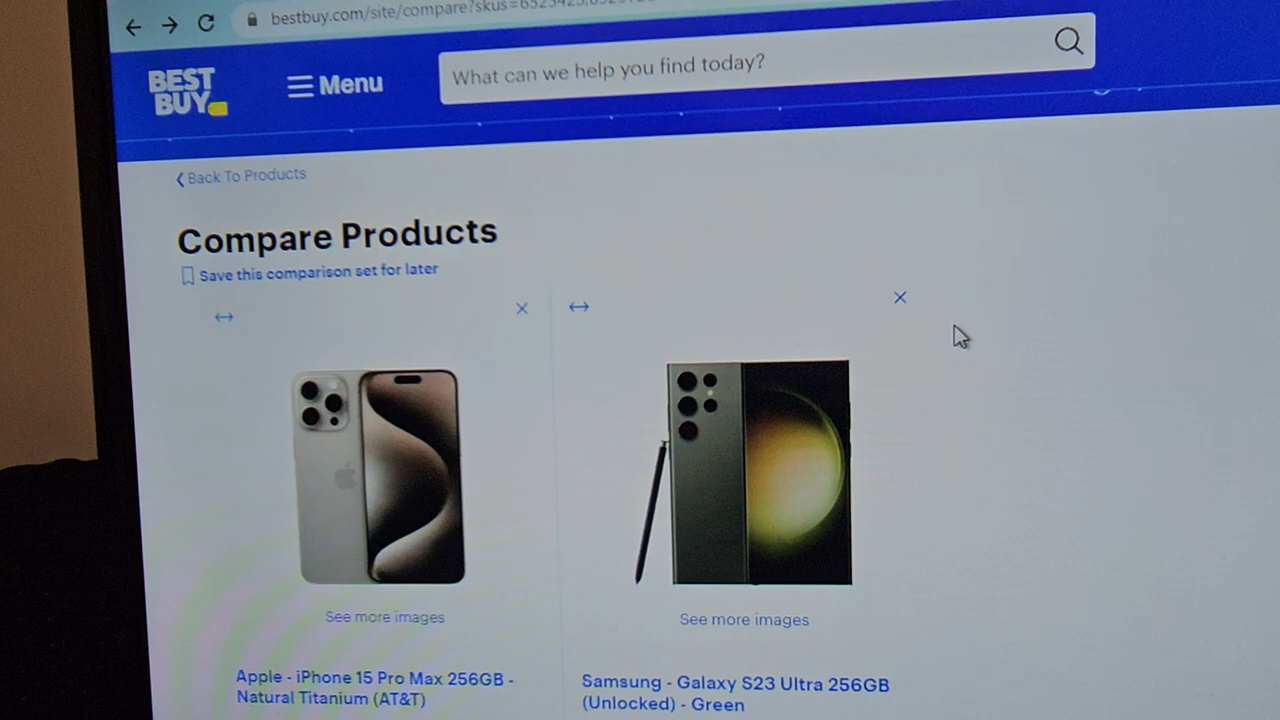 bestbuy.com/site/compare?skus=
BEST
BUY
Menu
What can we help you find today?
Back To Products
Compare Products
Save this comparison set for later
See more images
See more images
Apple - iPhone 15 Pro Max 256GB -
Natural Titanium (AT&T)
Samsung - Galaxy S23 Ultra 256GB
(Unlocked) - Green